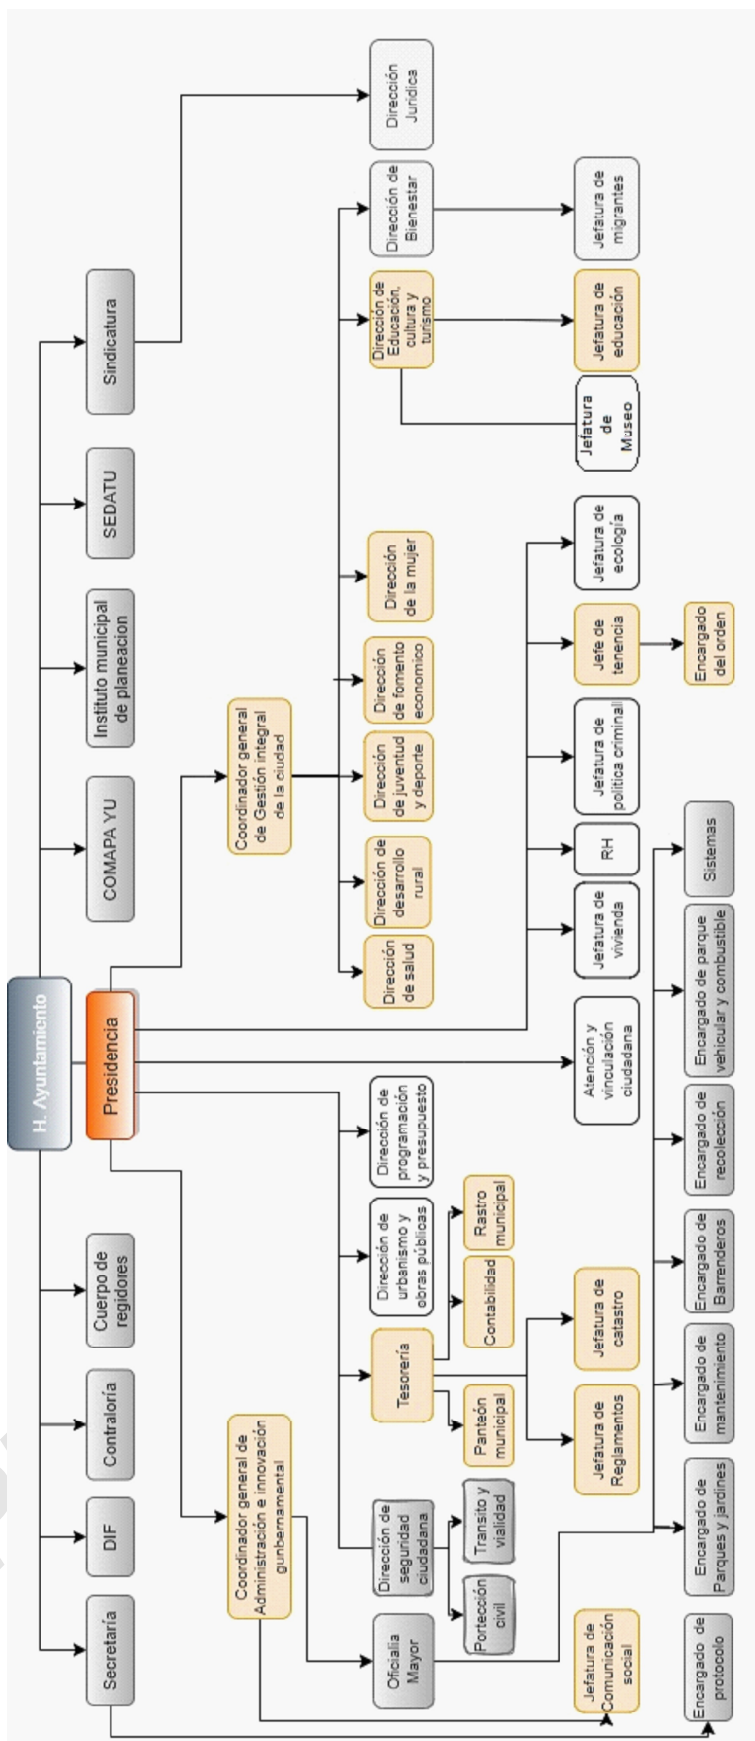 H. Ayuntamiento
Secretaría
DIF
Contraloría
Cuerpo de
regidores
Presidencia
COMAPA YU
Instituto municipal
de planeacion
SEDATU
Sindicatura
Coordinador general de
Administración e innovación
gunbernamental
Coordinador general
de Gestión integral
de la ciudad
Oficialia
Mayor
Dirección de
seguridad
ciudadana
Tesorería
Dirección de
urbanismo y
obras públicas
Dirección de
programación
y presupuesto
Dirección
de salud
Dirección de
desarrollo
rural
Dirección
de juventud
y deporte
Dirección
de fomento
economico
Dirección
de la mujer
Dirección de
Educación,
cultura y
turismo
Dirección de
Bienestar
Dirección
Juridica
Portección
civil
Transito y
vialidad
Panteón
municipal
Contabilidad
Rastro
municipal
Jefatura de
Comunicación
social
Jefatura de
Reglamentos
Jefatura de
catastro
Atención y
vinculación
ciudadana
Jefatura de
vivienda
RH
Jefatura de
política criminal
Jefe de
tenencia
Jefatura de
ecología
Jefatura
de
Museo
Jefatura de
educación
Jefatura de
migrantes
Encargado de
protocolo
Encargado de
Parques y jardines
Encargado de
mantenimiento
Encargado de
Barrenderos
Encargado de
recolección
Encargado de parque
vehicular y combustible
Sistemas
Encargado
del orden